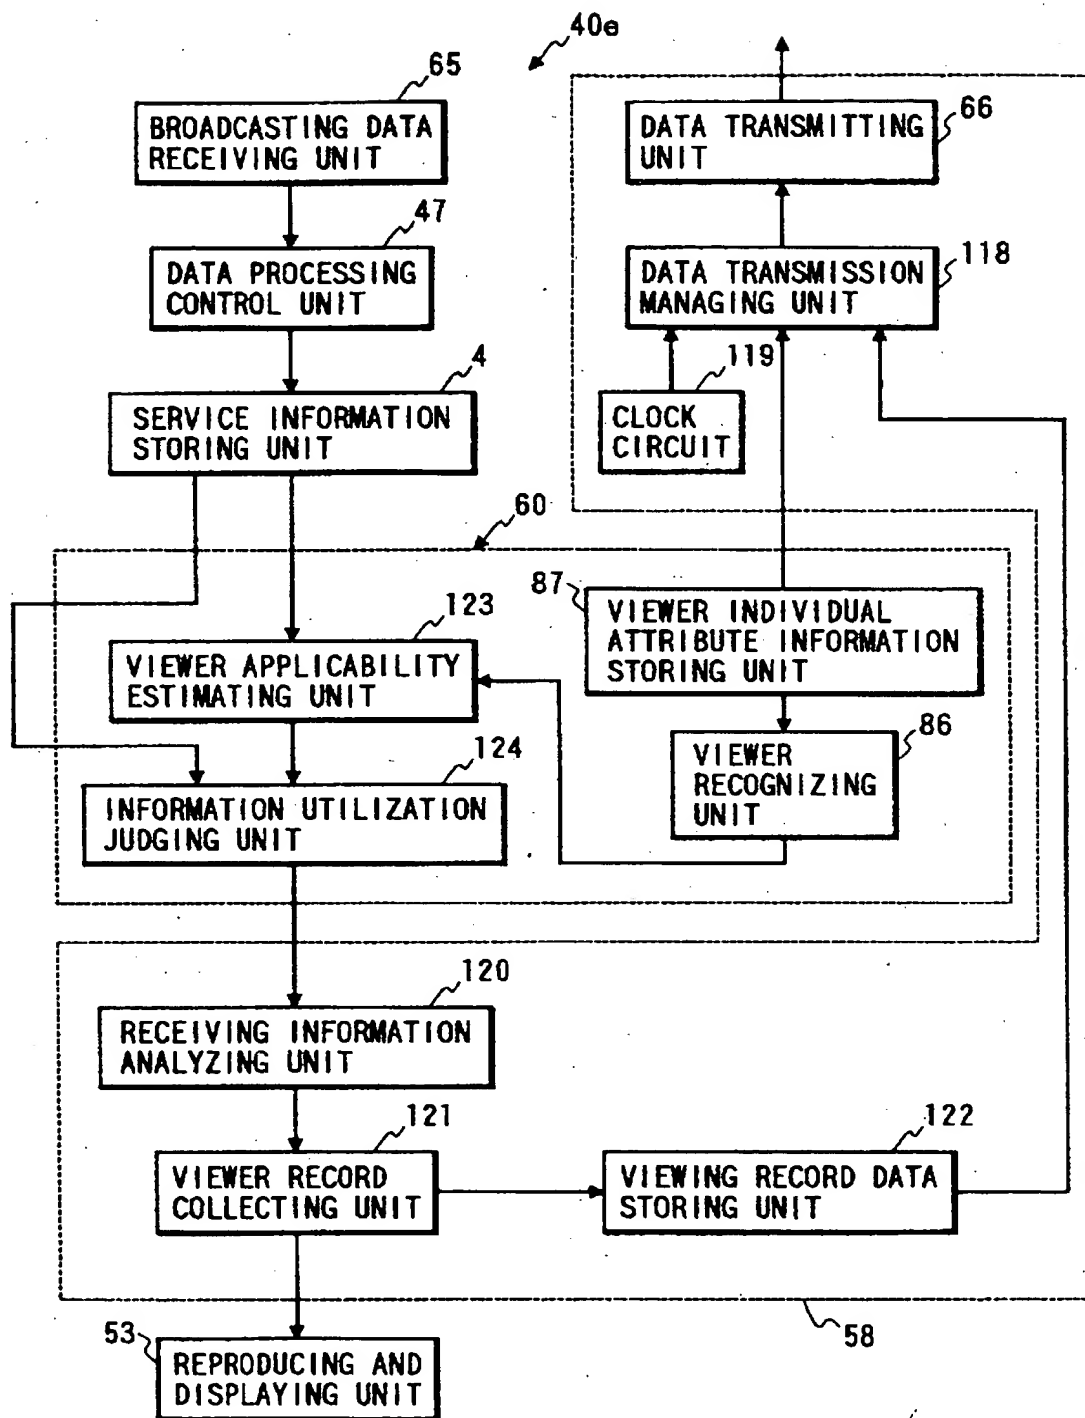 40e
65
BROADCASTING DATA
RECEIVING UNIT
66
DATA TRANSMITTING
UNIT
47
DATA PROCESSING
CONTROL UNIT
118
DATA TRANSMISSION
MANAGING UNIT
4
SERVICE INFORMATION
STORING UNIT
119
CLOCK
CIRCUIT
60
87
VIEWER INDIVIDUAL
ATTRIBUTE INFORMATION
STORING UNIT
123
VIEWER APPLICABILITY
ESTIMATING UNIT
86
VIEWER
RECOGNIZING
UNIT
124
INFORMATION UTILIZATION
JUDGING UNIT
120
RECEIVING INFORMATION
ANALYZING UNIT
121
VIEWER RECORD
COLLECTING UNIT
122
VIEWING RECORD DATA
STORING UNIT
58
53
REPRODUCING AND
DISPLAYING UNIT